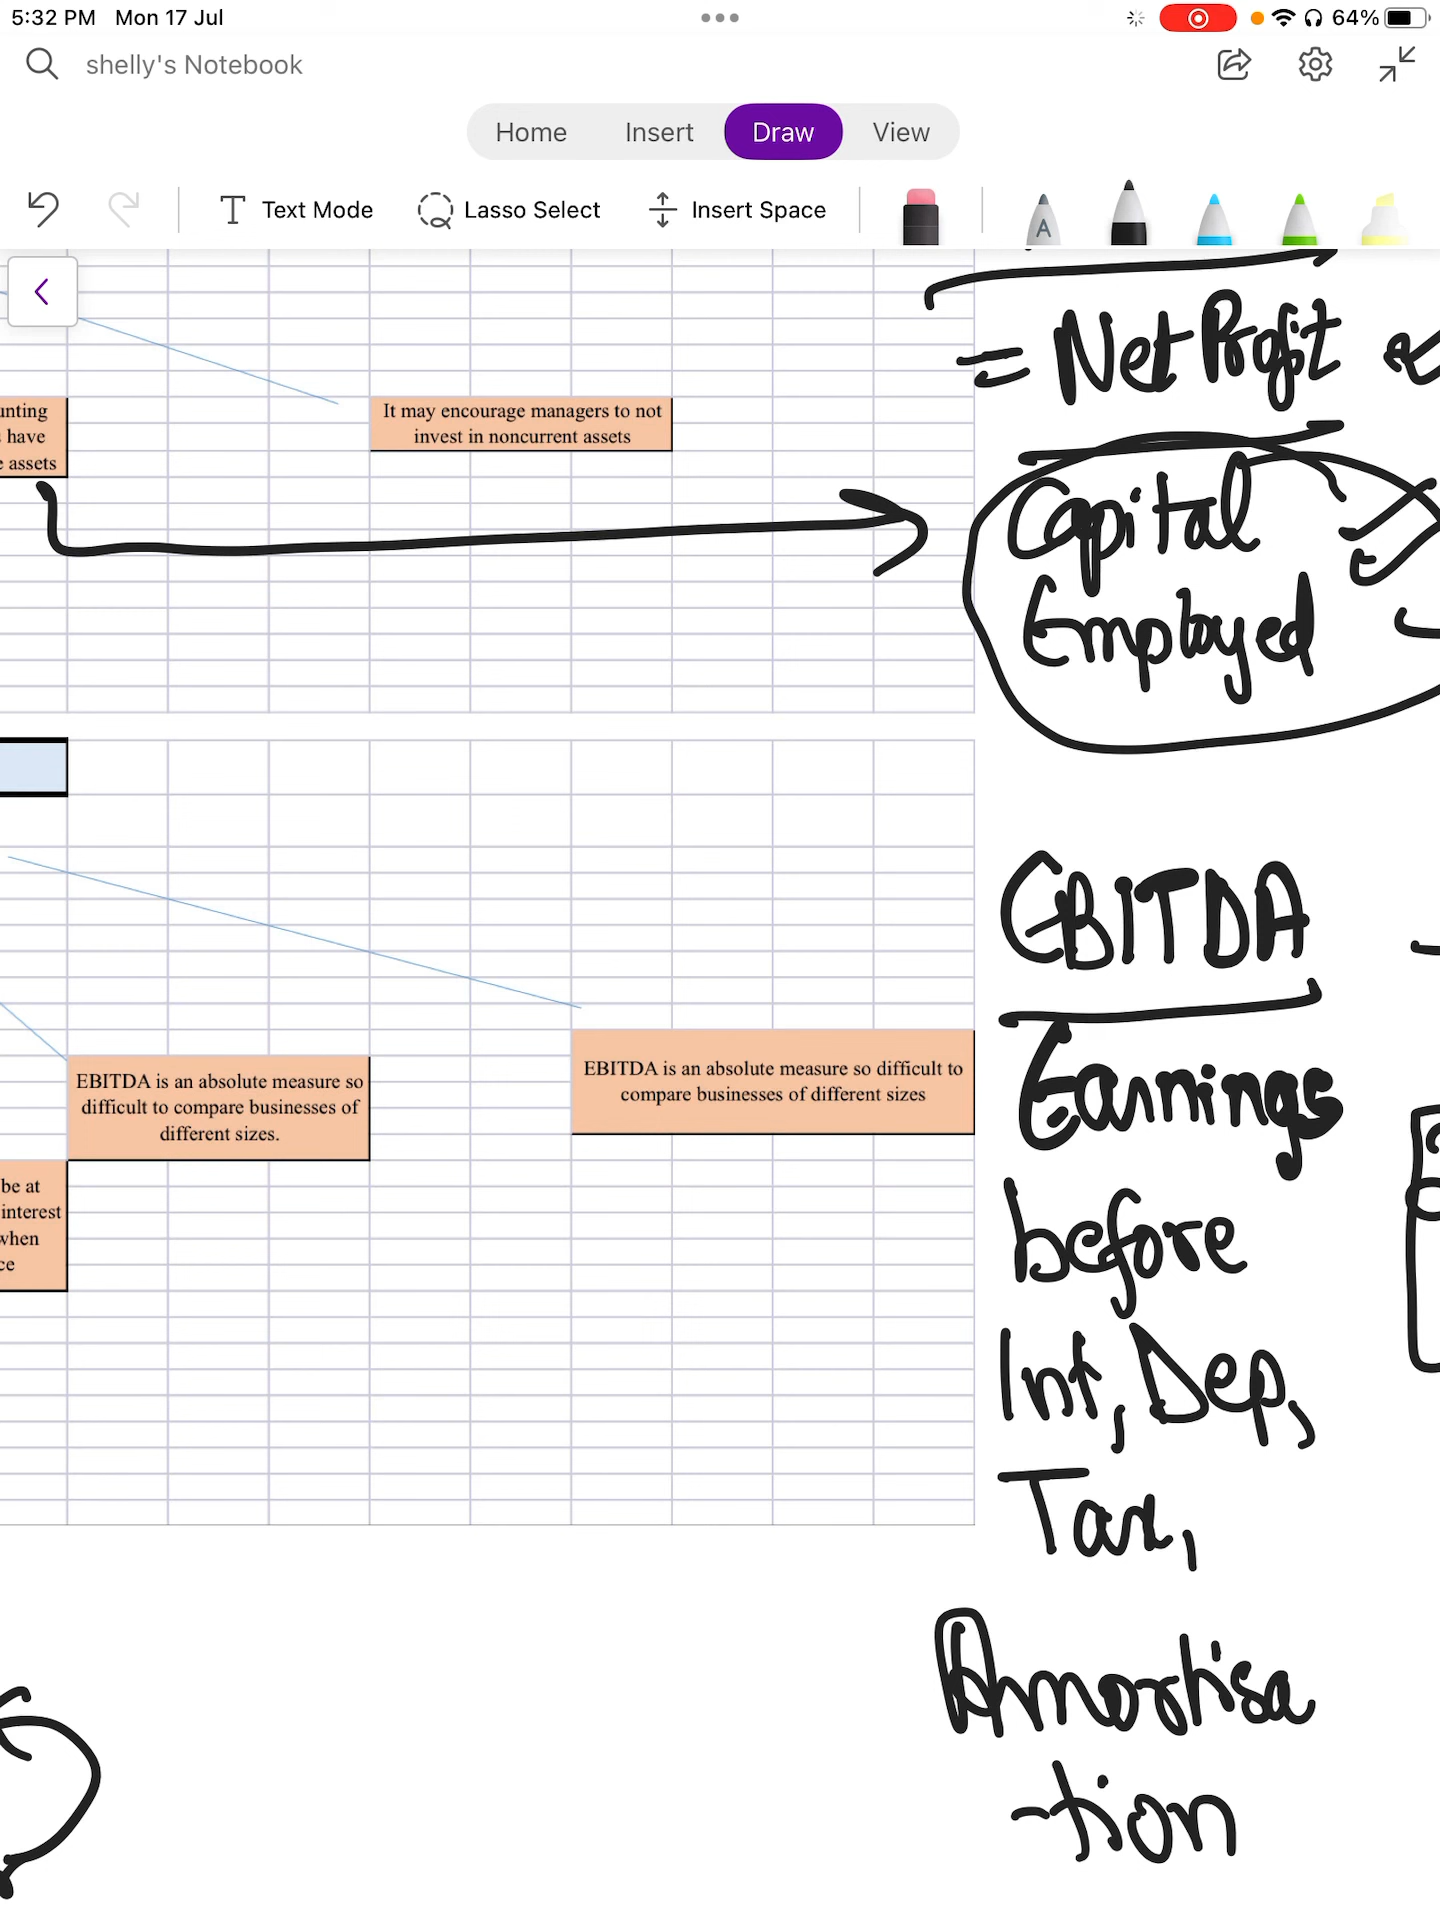 5:32 PM Mon 17 Jul
64%
shelly's Notebook
Home Insert Draw View
Text Mode Lasso Select Insert Space
A
= Net Profit
unting
have
assets
It may encourage managers to not
invest in noncurrent assets
Capital
Employed
EBITDA
EBITDA is an absolute measure so
difficult to compare businesses of
different sizes.
EBITDA is an absolute measure so difficult to
compare businesses of different sizes
be at
interest
when
ce
Earnings
before
Int, Dep,
Tax,
Amortisa
-tion